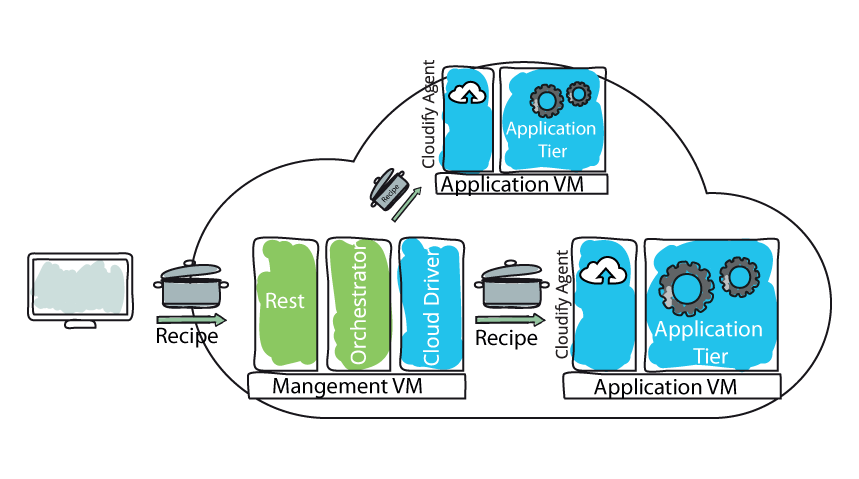 Cloudify Agent
Application
Tier
Application VM
Recipe
Recipe
Rest
Orchestrator
Cloud Driver
Mangement VM
Recipe
Cloudify Agent
Application
Tier
Application VM